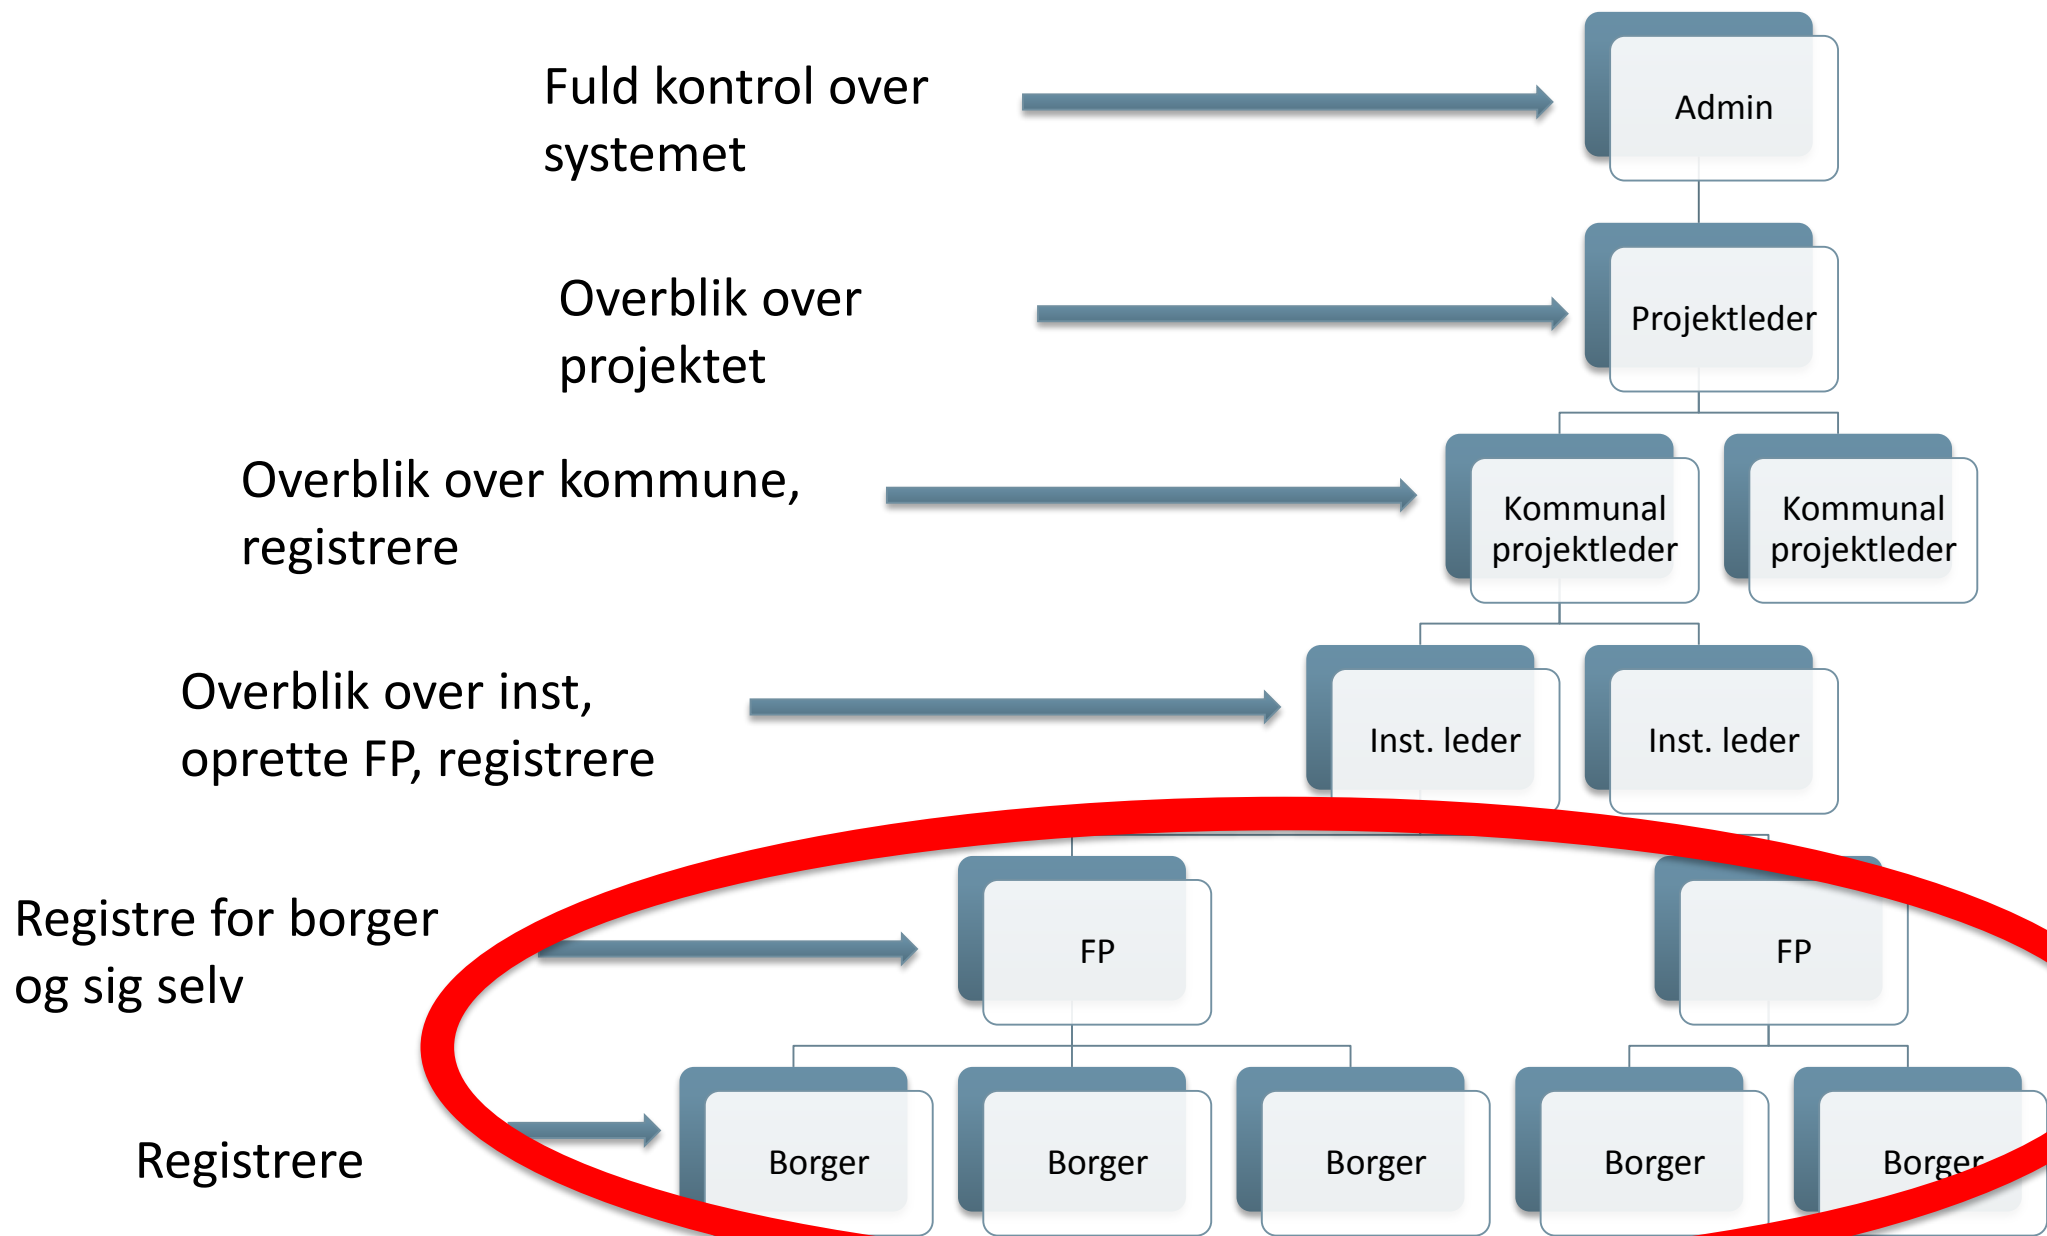 Fuld kontrol over
systemet
Admin
Overblik over
projektet
Projektleder
Overblik over kommune,
registrere
Kommunal
projektleder
Kommunal
projektleder
Overblik over inst,
oprette FP, registrere
Inst. leder
Inst. leder
Registre for borger
og sig selv
FP
FP
Registrere
Borger
Borger
Borger
Borger
Borger